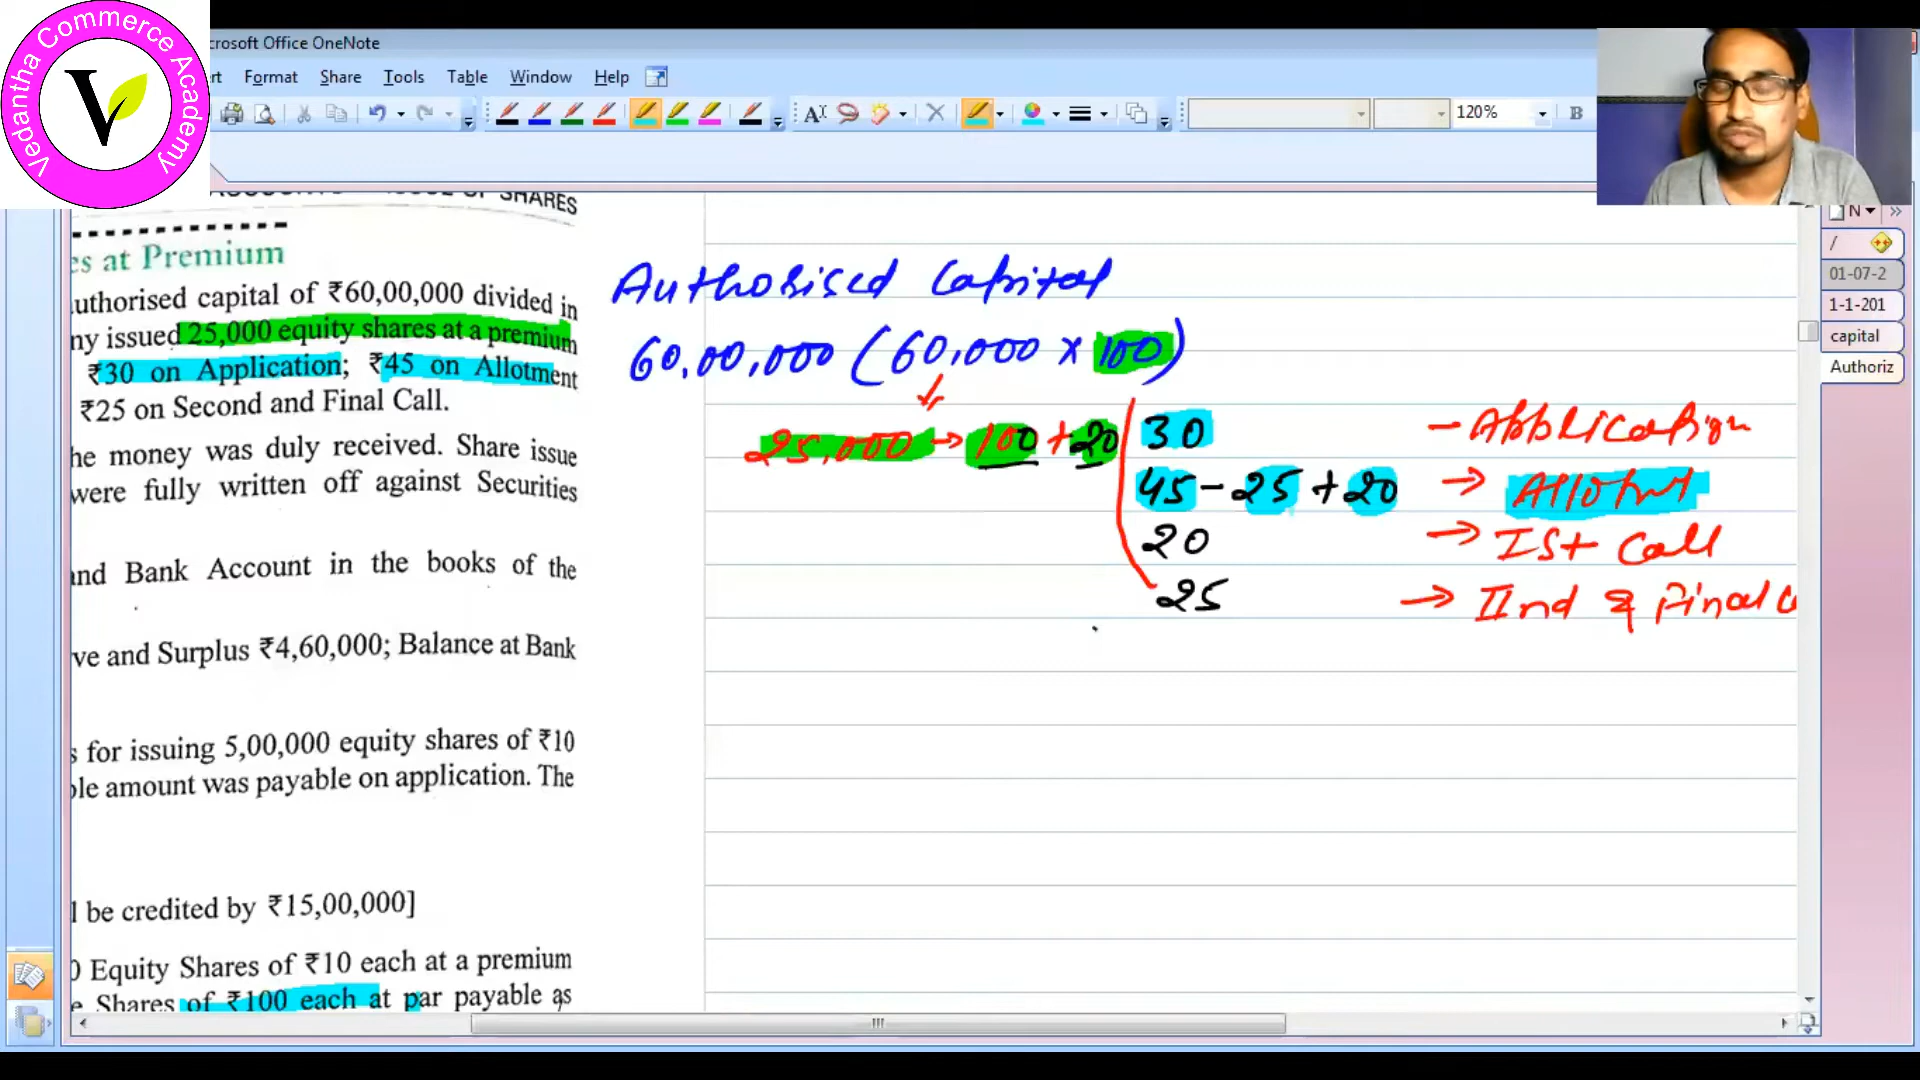 Vedantha Commerce Academy
V
crosoft Office OneNote
rt Format Share Tools Table Window Help
120% B
N
01-07-2
1-1-201
capital
Authoriz
ISSUE OF SHARES
es at Premium
uthorised capital of ₹60,00,000 divided in
ny issued 25,000 equity shares at a premium
₹30 on Application; ₹45 on Allotment
₹25 on Second and Final Call.
he money was duly received. Share issue
were fully written off against Securities
and Bank Account in the books of the
ve and Surplus ₹4,60,000; Balance at Bank
s for issuing 5,00,000 equity shares of ₹10
ble amount was payable on application. The
l be credited by ₹15,00,000]
0 Equity Shares of ₹10 each at a premium
e Shares of ₹100 each at par payable as
Authorised Capital
60,00,000 (60,000 × 100)
25,000 → 100 + 20
30 - Application
45 - 25 + 20 → Allotmt
20 → Ist Call
25 → IInd & Final C